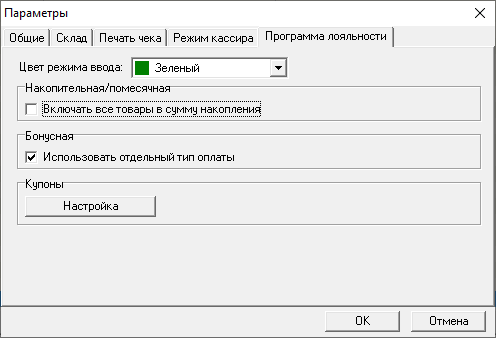 Параметры
Общие Склад Печать чека Режим кассира Программа лояльности
Цвет режима ввода: Зеленый
Накопительная/помесячная
Включать все товары в сумму накопления
Бонусная
Использовать отдельный тип оплаты
Купоны
Настройка
OK Отмена